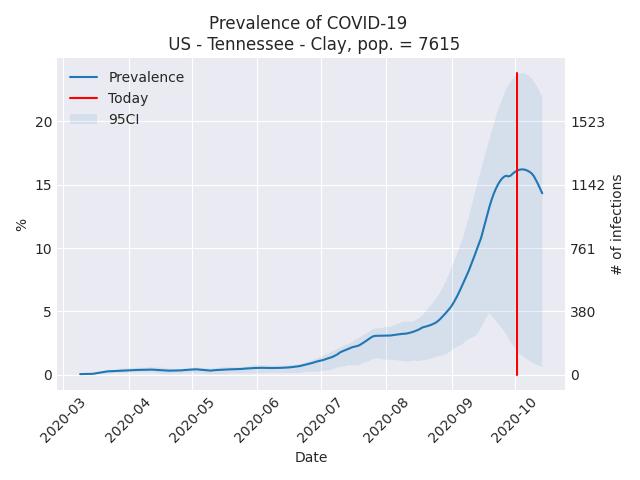 Prevalence of COVID-19
US - Tennessee - Clay, pop. = 7615
Prevalence
Today
95CI
20
15
10
5
0
%
1523
1142
761
380
0
# of infections
2020-03
2020-04
2020-05
2020-06
2020-07
2020-08
2020-09
2020-10
Date